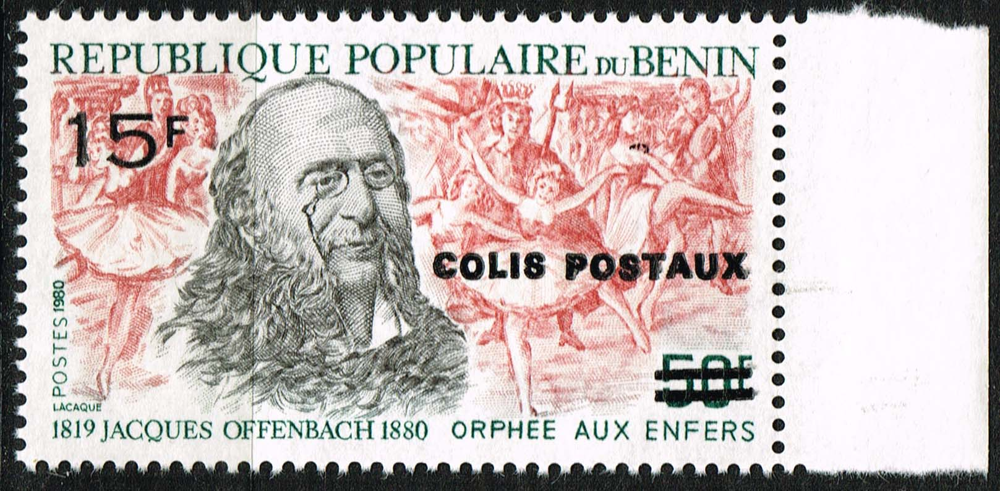 REPUBLIQUE POPULAIRE DU BENIN
15F
COLIS POSTAUX
50F
POSTES 1980
LACAQUE
1819 JACQUES OFFENBACH 1880 ORPHEE AUX ENFERS